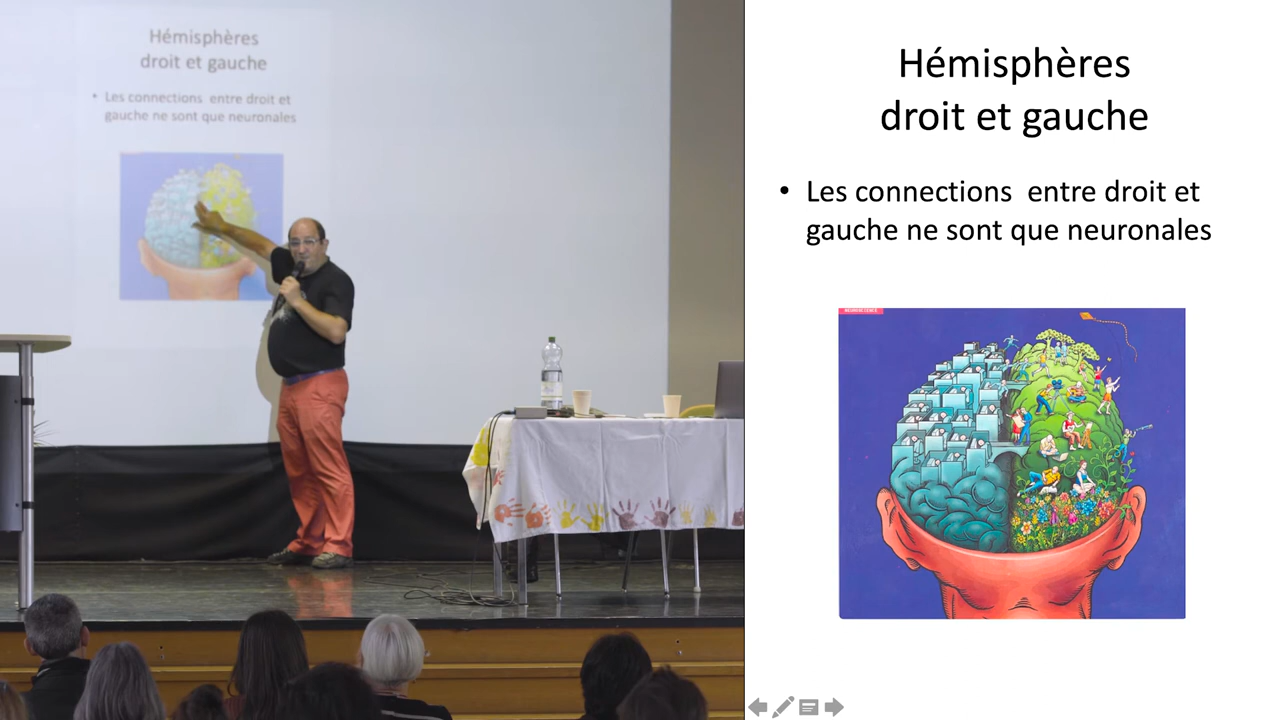 Hémisphères
droit et gauche
• Les connections entre droit et
gauche ne sont que neuronales
Hémisphères
droit et gauche
• Les connections  entre droit et
gauche ne sont que neuronales
NEUROSCIENCE